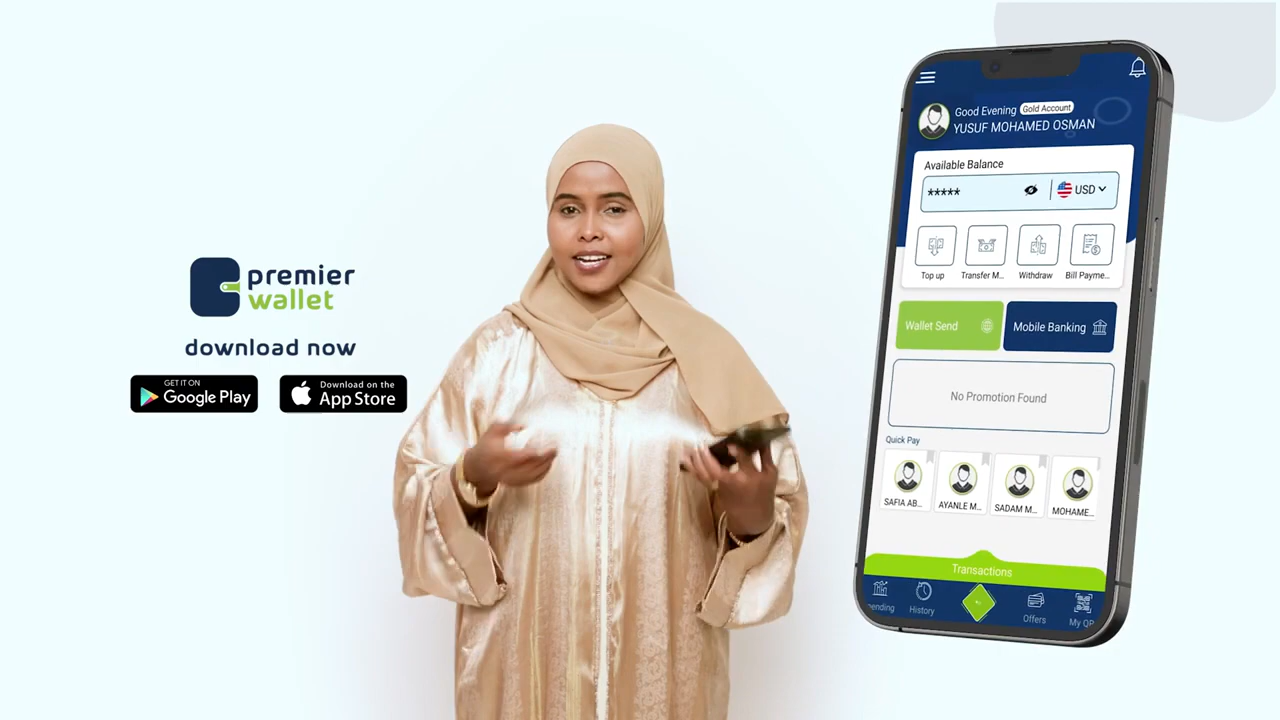 premier
wallet
download now
GET IT ON
Google Play
Download on the
App Store
Good Evening Gold Account
YUSUF MOHAMED OSMAN
Available Balance
***** USD
Top up Transfer M... Withdraw Bill Payme...
Wallet Send Mobile Banking
No Promotion Found
Quick Pay
SAFIA AB... AYANLE M... SADAM M... MOHAME...
Transactions
ending History Offers My QR